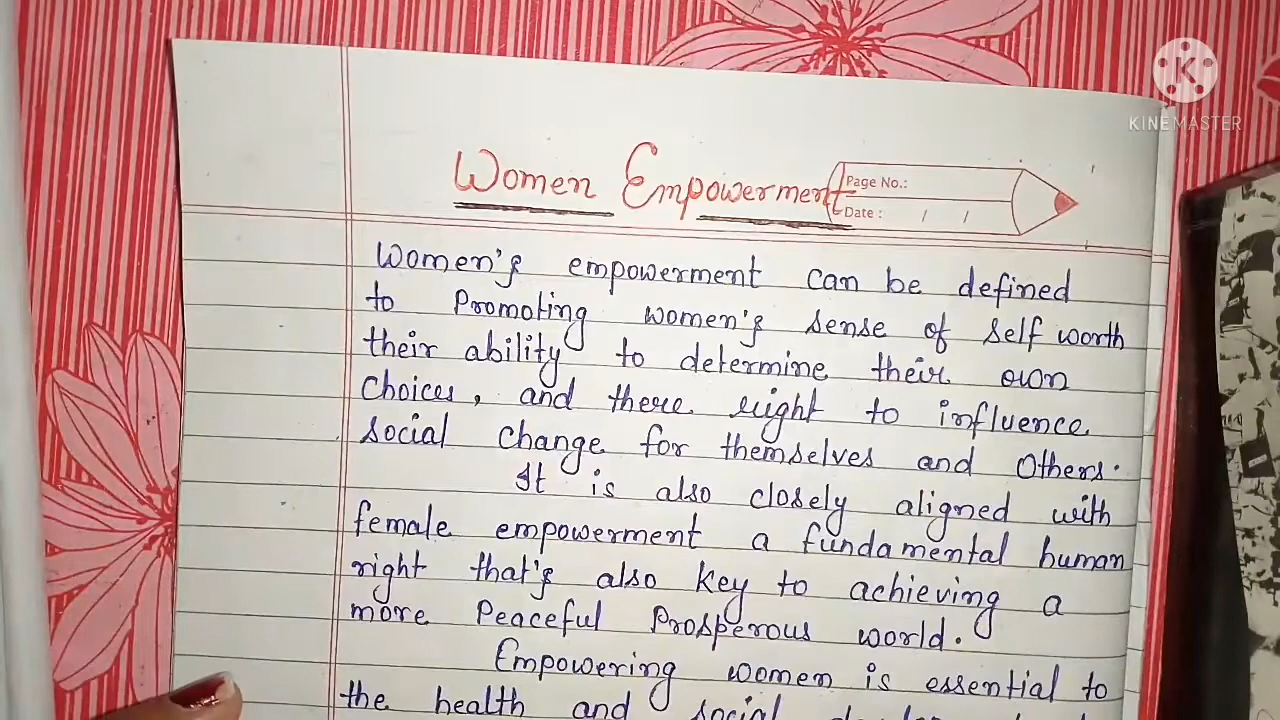 KINEMASTER
Women Empowerment
Page No.:
Date : / /
Women's empowerment can be defined
to Promoting women's sense of self worth
their ability to determine their own
choices, and there right to influence
social change for themselves and others.
It is also closely aligned with
female empowerment a fundamental human
right that's also key to achieving a
more Peaceful Prosperous world.
Empowering women is essential to
the health and social